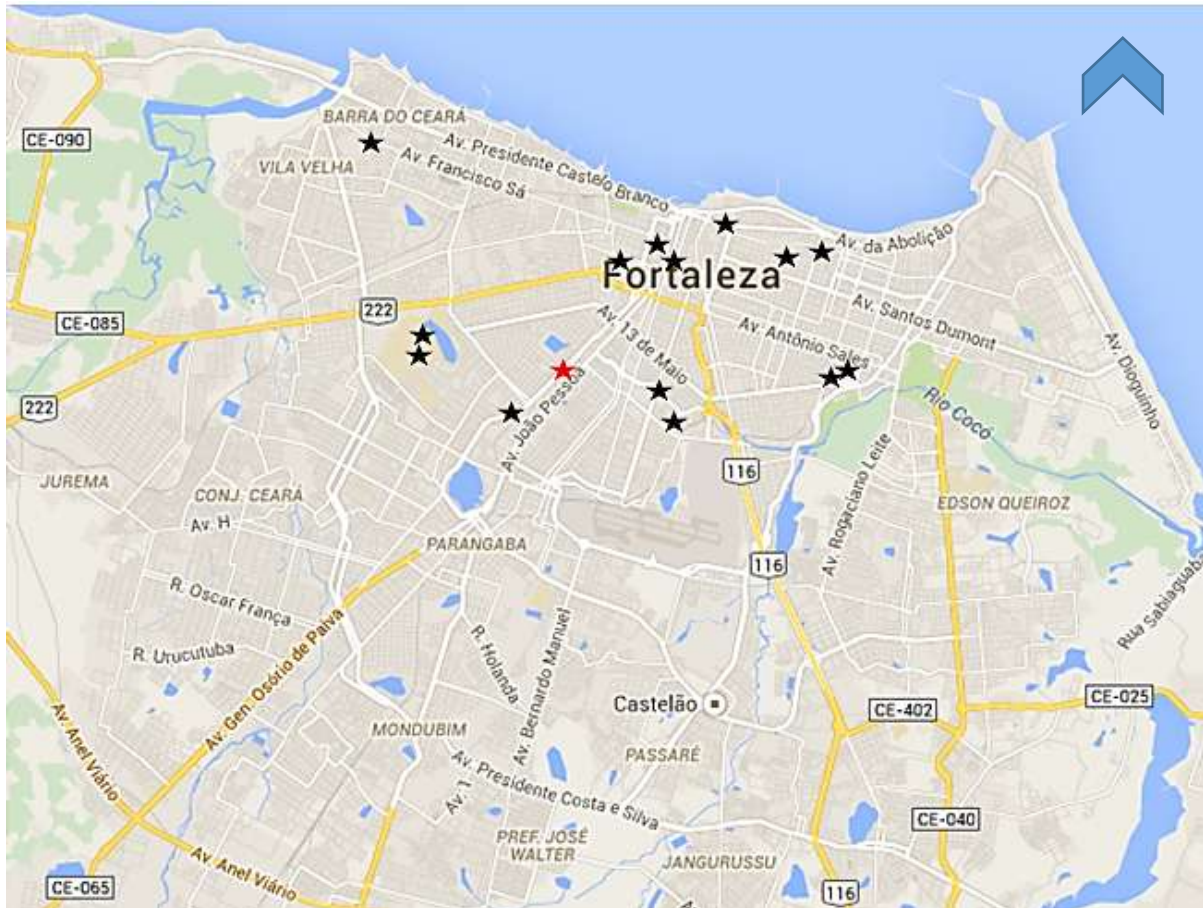 BARRA DO CEARÁ
CE-090
Av. Presidente Castelo Branco
Av. Francisco Sá
VILA VELHA
Av. da Abolição
Fortaleza
222
CE-085
Av. Santos Dumont
Av. 13 de Maio
Av. Antônio Sales
Av. Dioguinho
222
Av. João Pessoa
Rio Cocó
116
JUREMA
CONJ. CEARÁ
Av. Rogaciano Leite
EDSON QUEIROZ
Av. H
PARANGABA
116
R. Oscar França
Rua Sabiaguaba
R. Urucutuba
Av. Gen. Osório de Paiva
R. Holanda
Av. Bernardo Manuel
Castelão
CE-025
CE-402
Av. Anel Viário
MONDUBIM
PASSARÉ
Av. Presidente Costa e Silva
Av. 1
CE-040
PREF. JOSÉ
WALTER
JANGURUSSU
Av. Anel Viário
CE-065
116